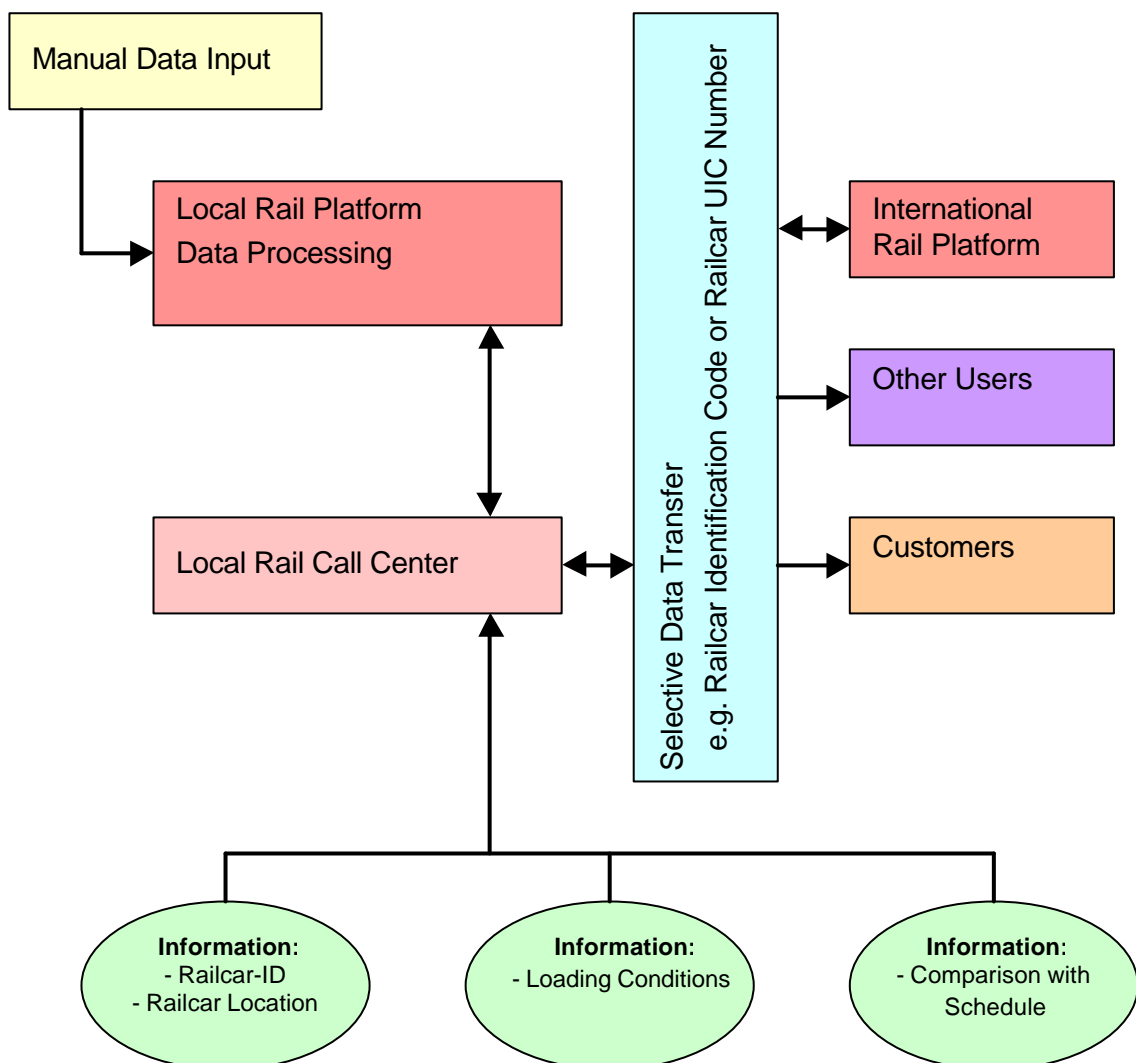 Manual Data Input
Local Rail Platform
Data Processing
Local Rail Call Center
Selective Data Transfer
e.g. Railcar Identification Code or Railcar UIC Number
International
Rail Platform
Other Users
Customers
Information:
- Railcar-ID
- Railcar Location
Information:
- Loading Conditions
Information:
- Comparison with
Schedule